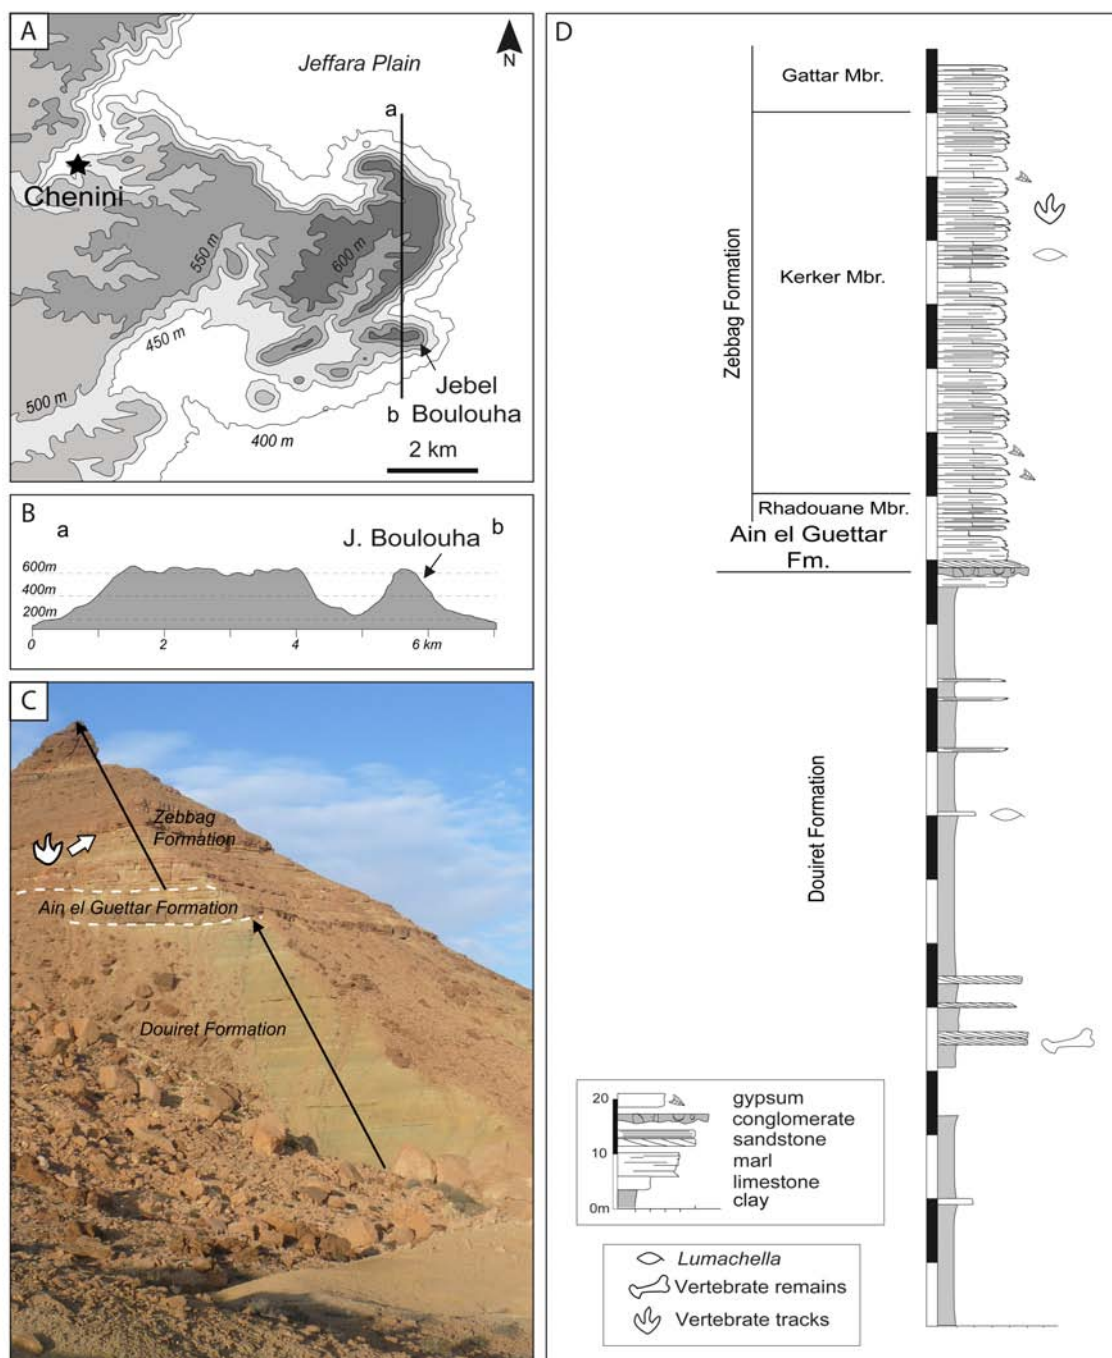 A
N
Jeffara Plain
a
Chenini
550 m
600 m
450 m
Jebel
Boulouha
500 m
b
400 m
2 km
B
a
J. Boulouha
b
600m
400m
200m
0
2
4
6 km
C
Zebbag
Formation
Ain el Guettar Formation
Douiret Formation
D
Gattar Mbr.
Kerker Mbr.
Zebbag Formation
Rhadouane Mbr.
Ain el Guettar
Fm.
Douiret Formation
20
10
0m
gypsum
conglomerate
sandstone
marl
limestone
clay
Lumachella
Vertebrate remains
Vertebrate tracks